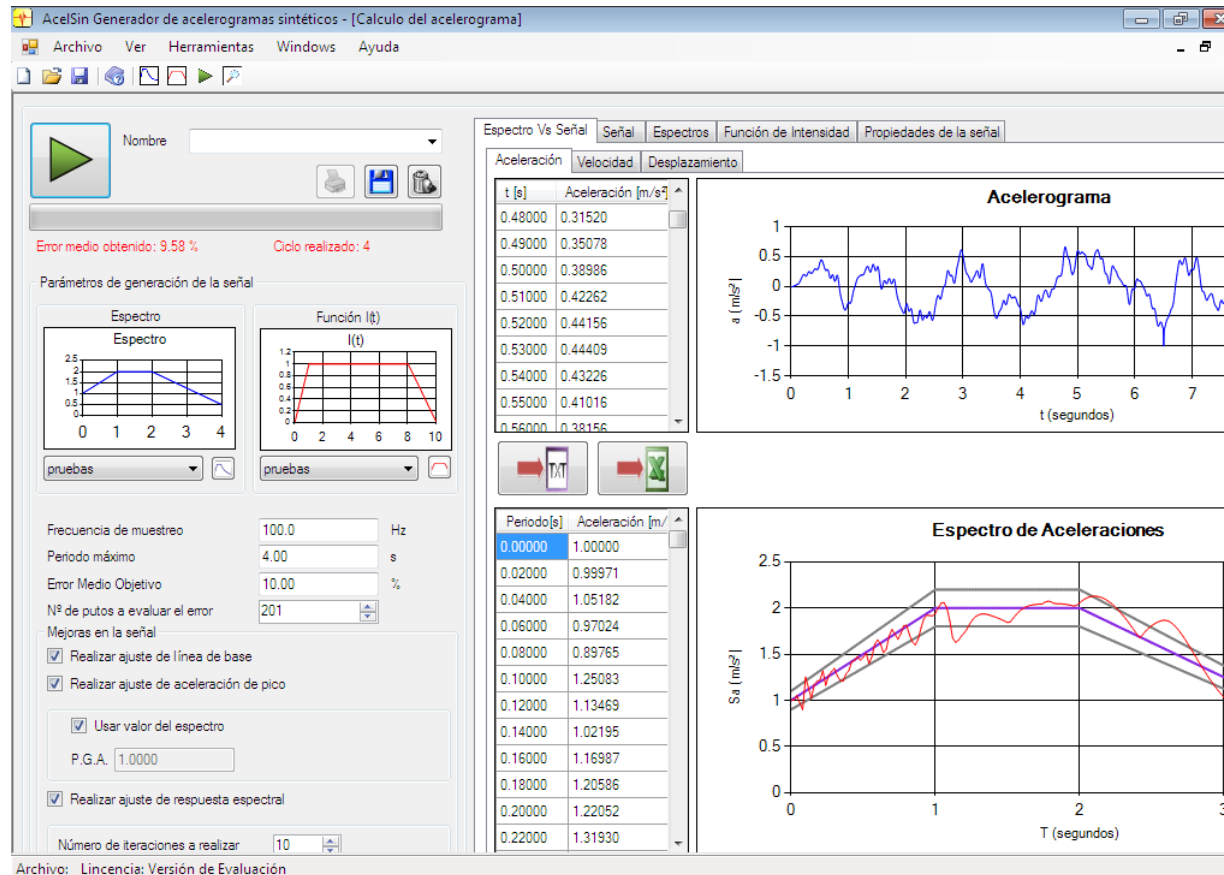 AcelSin Generador de acelerogramas sintéticos - [Calculo del acelerograma]
Archivo Ver Herramientas Windows Ayuda
Nombre
Error medio obtenido: 9.58 % Ciclo realizado: 4
Parámetros de generación de la señal
Espectro
Espectro
2.5
2
1.5
1
0.5
0
0 1 2 3 4
pruebas
Función I(t)
I(t)
1.2
1
0.8
0.6
0.4
0.2
0
0 2 4 6 8 10
pruebas
Frecuencia de muestreo 100.0 Hz
Periodo máximo 4.00 s
Error Medio Objetivo 10.00 %
Nº de putos a evaluar el error 201
Mejoras en la señal
Realizar ajuste de línea de base
Realizar ajuste de aceleración de pico
Usar valor del espectro
P.G.A. 1.0000
Realizar ajuste de respuesta espectral
Número de iteraciones a realizar 10
Espectro Vs Señal Señal Espectros Función de Intensidad Propiedades de la señal
Aceleración Velocidad Desplazamiento
t [s] Aceleración [m/s²]
0.48000 0.31520
0.49000 0.35078
0.50000 0.38986
0.51000 0.42262
0.52000 0.44156
0.53000 0.44409
0.54000 0.43226
0.55000 0.41016
0.56000 0.38156
Acelerograma
1
0.5
0
-0.5
-1
-1.5
a (m/s²)
0 1 2 3 4 5 6 7
t (segundos)
TXT
Periodo[s] Aceleración [m/
0.00000 1.00000
0.02000 0.99971
0.04000 1.05182
0.06000 0.97024
0.08000 0.89765
0.10000 1.25083
0.12000 1.13469
0.14000 1.02195
0.16000 1.16987
0.18000 1.20586
0.20000 1.22052
0.22000 1.31930
Espectro de Aceleraciones
2.5
2
1.5
1
0.5
0
Sa (m/s²)
0 1 2 3
T (segundos)
Archivo: Lincencia: Versión de Evaluación